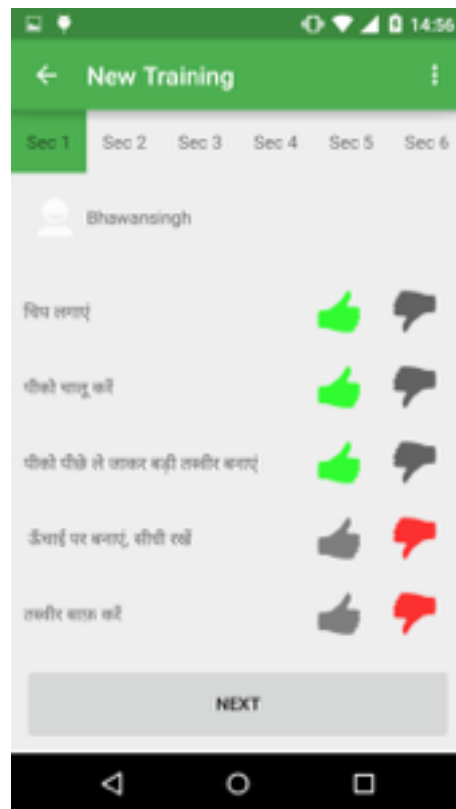 14:56
New Training
Sec 1 Sec 2 Sec 3 Sec 4 Sec 5 Sec 6
Bhawansingh
चिप लगाएं
पीको चालू करें
पीको पीछे ले जाकर बड़ी तस्वीर बनाएं
ऊँचाई पर बनाएं, सीधी रखें
तस्वीर साफ़ करें
NEXT